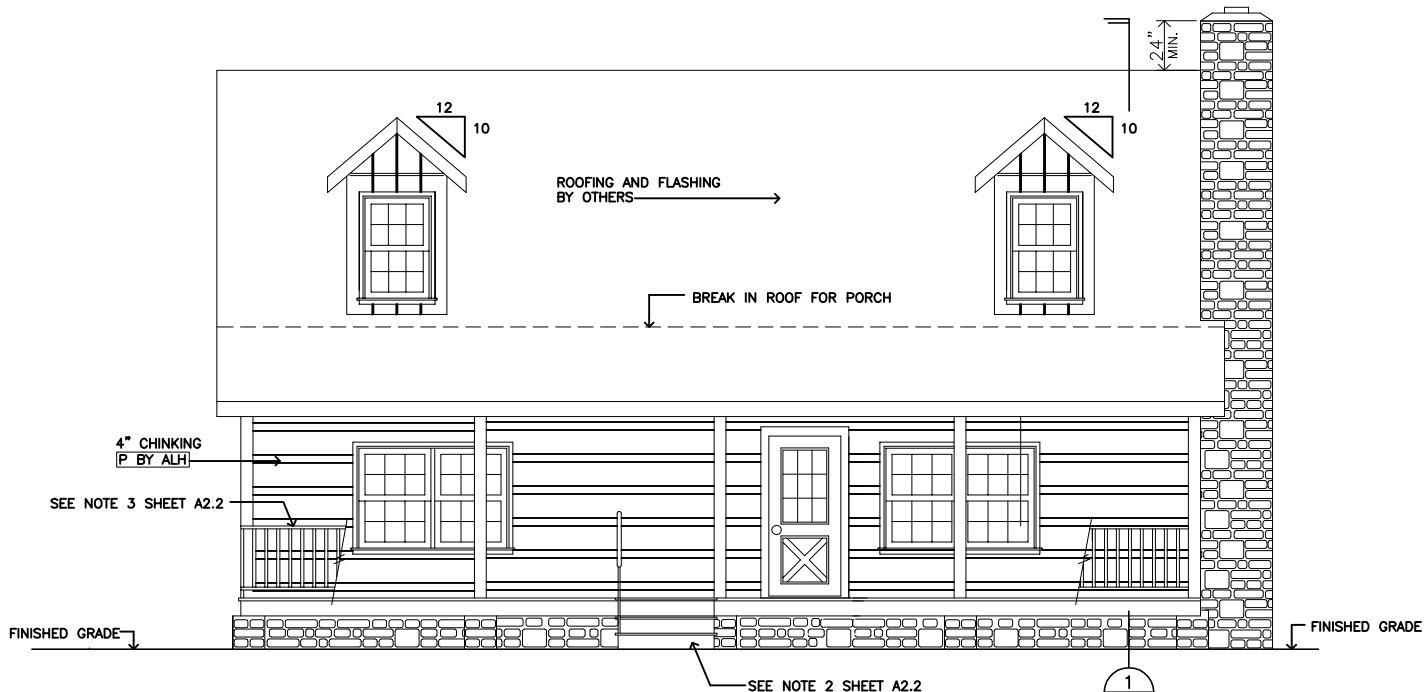 24"
MIN.
12
10
12
10
ROOFING AND FLASHING
BY OTHERS
BREAK IN ROOF FOR PORCH
4" CHINKING
P BY ALH
SEE NOTE 3 SHEET A2.2
FINISHED GRADE
FINISHED GRADE
SEE NOTE 2 SHEET A2.2
1